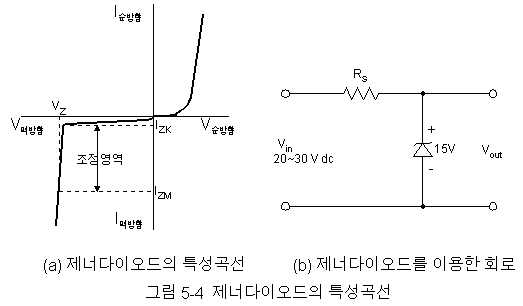 I순방향
VZ
V역방향
IZK
V순방향
조정영역
IZM
I역방향
RS
Vin
20~30 V dc
+
15V
-
Vout
(a) 제너다이오드의 특성곡선
(b) 제너다이오드를 이용한 회로
그림 5-4 제너다이오드의 특성곡선